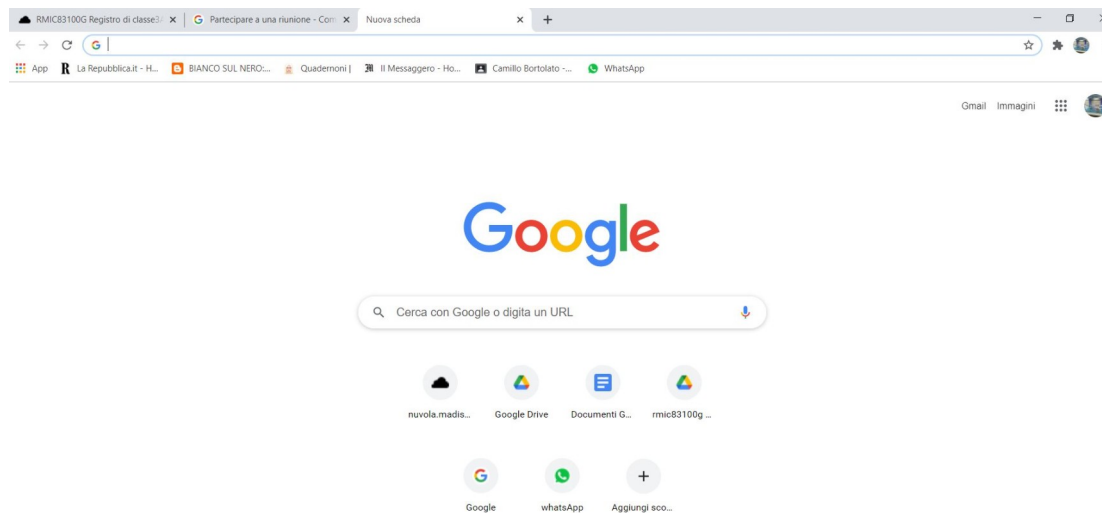 RMIC83100G Registro di classe3A
Partecipare a una riunione - Com
Nuova scheda
App
La Repubblica.it - H...
BIANCO SUL NERO:...
Quadernoni |
Il Messaggero - Ho...
Camillo Bortolato -...
WhatsApp
Gmail Immagini
Google
Cerca con Google o digita un URL
nuvola.madis... Google Drive Documenti G... rmic83100g ...
Google whatsApp Aggiungi sco...